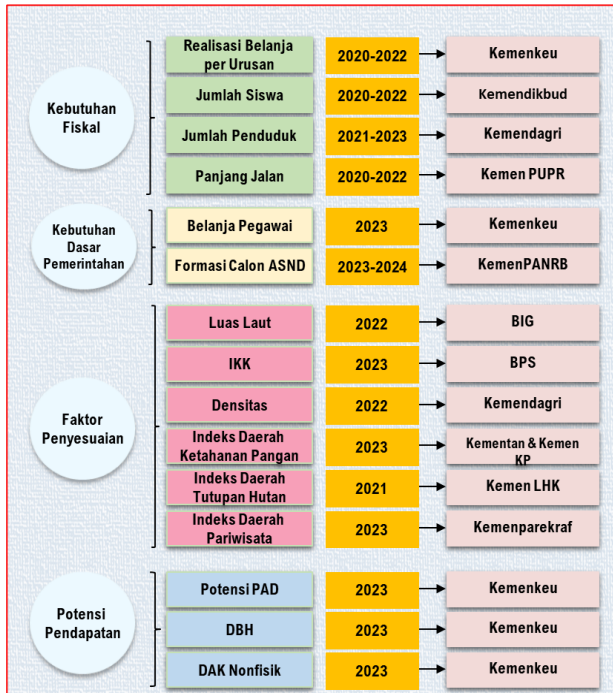 Kebutuhan
Fiskal
Realisasi Belanja
per Urusan
2020-2022
Kemenkeu
Jumlah Siswa
2020-2022
Kemendikbud
Jumlah Penduduk
2021-2023
Kemendagri
Panjang Jalan
2020-2022
Kemen PUPR
Kebutuhan
Dasar
Pemerintahan
Belanja Pegawai
2023
Kemenkeu
Formasi Calon ASND
2023-2024
KemenPANRB
Faktor
Penyesuaian
Luas Laut
2022
BIG
IKK
2023
BPS
Densitas
2022
Kemendagri
Indeks Daerah
Ketahanan Pangan
2023
Kementan & Kemen
KP
Indeks Daerah
Tutupan Hutan
2021
Kemen LHK
Indeks Daerah
Pariwisata
2023
Kemenparekraf
Potensi
Pendapatan
Potensi PAD
2023
Kemenkeu
DBH
2023
Kemenkeu
DAK Nonfisik
2023
Kemenkeu